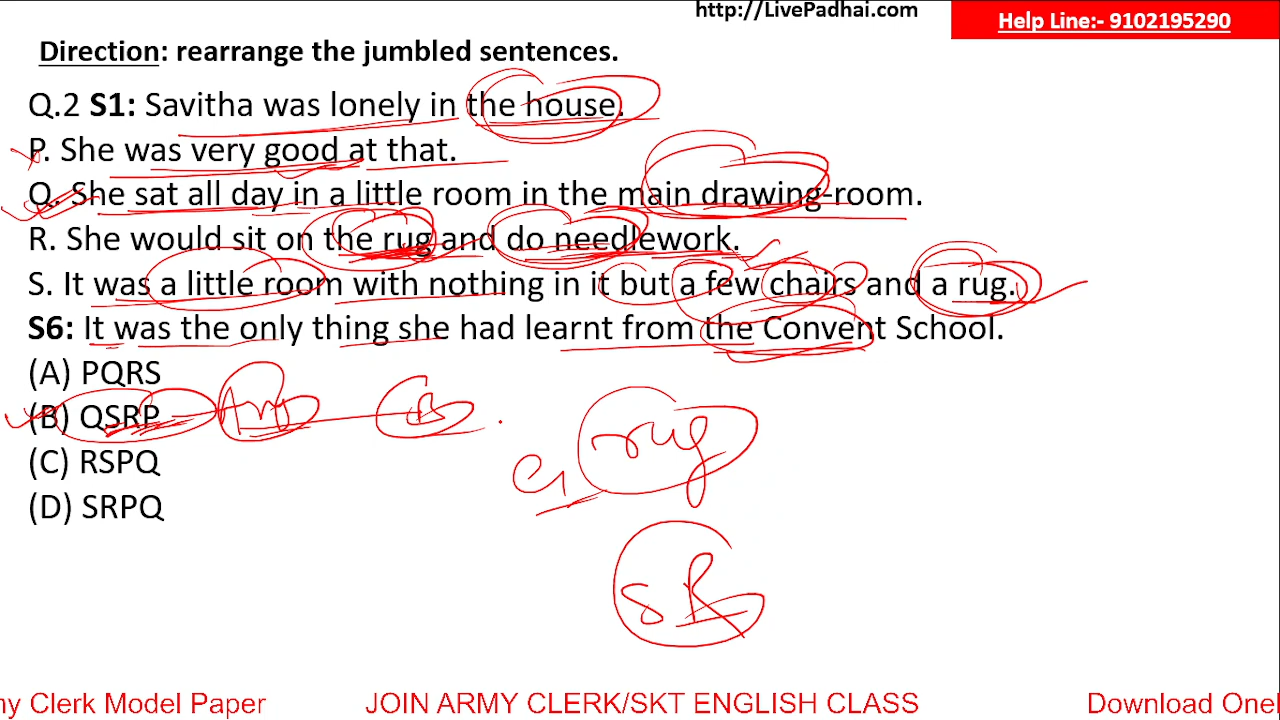 http://LivePadhai.com
Help Line:- 9102195290
Direction: rearrange the jumbled sentences.
Q.2 S1: Savitha was lonely in the house.
P. She was very good at that.
Q. She sat all day in a little room in the main drawing-room.
R. She would sit on the rug and do needlework.
S. It was a little room with nothing in it but a few chairs and a rug.
S6: It was the only thing she had learnt from the Convent School.
(A) PQRS
(B) QSRP
B
(C) RSPQ
rug
(D) SRPQ
SR
my Clerk Model Paper
JOIN ARMY CLERK/SKT ENGLISH CLASS
Download One